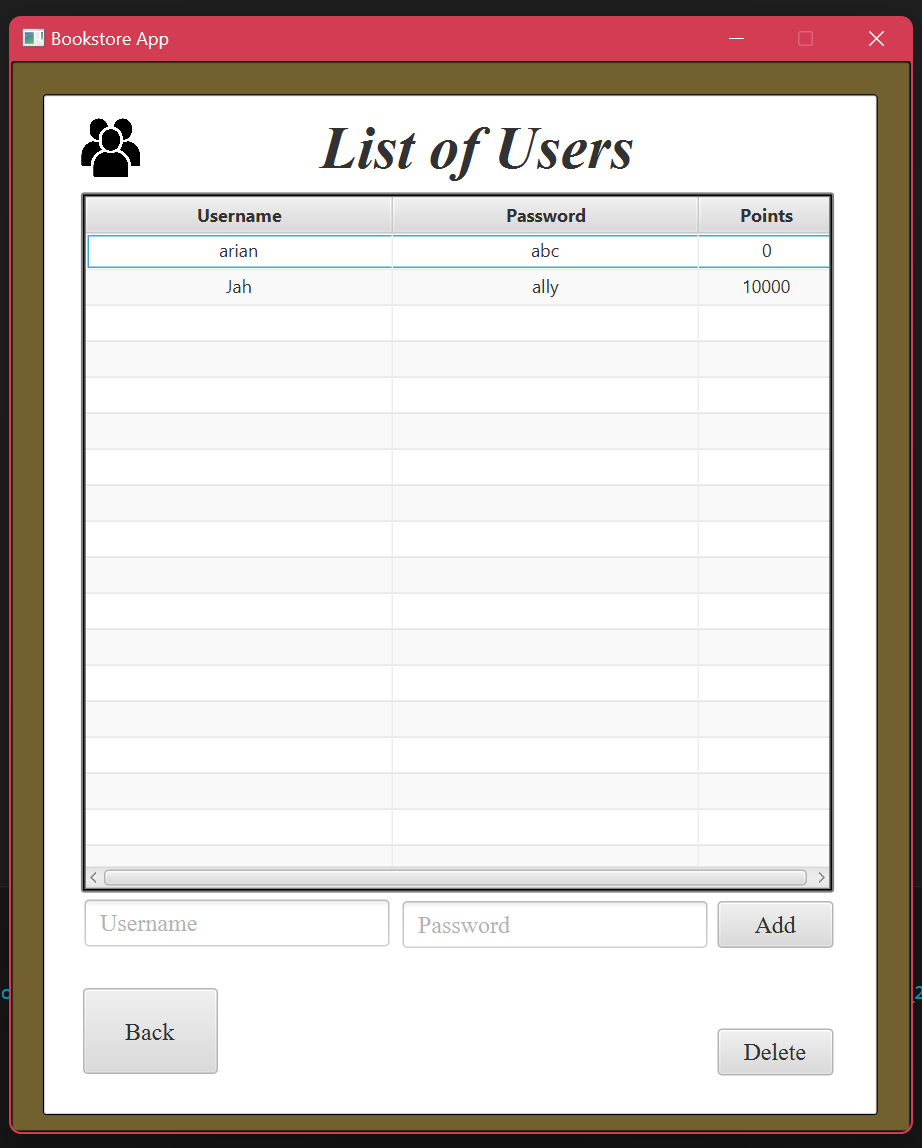 Bookstore App
List of Users
Username Password Points
arian abc 0
Jah ally 10000
Username Password Add
Back
Delete